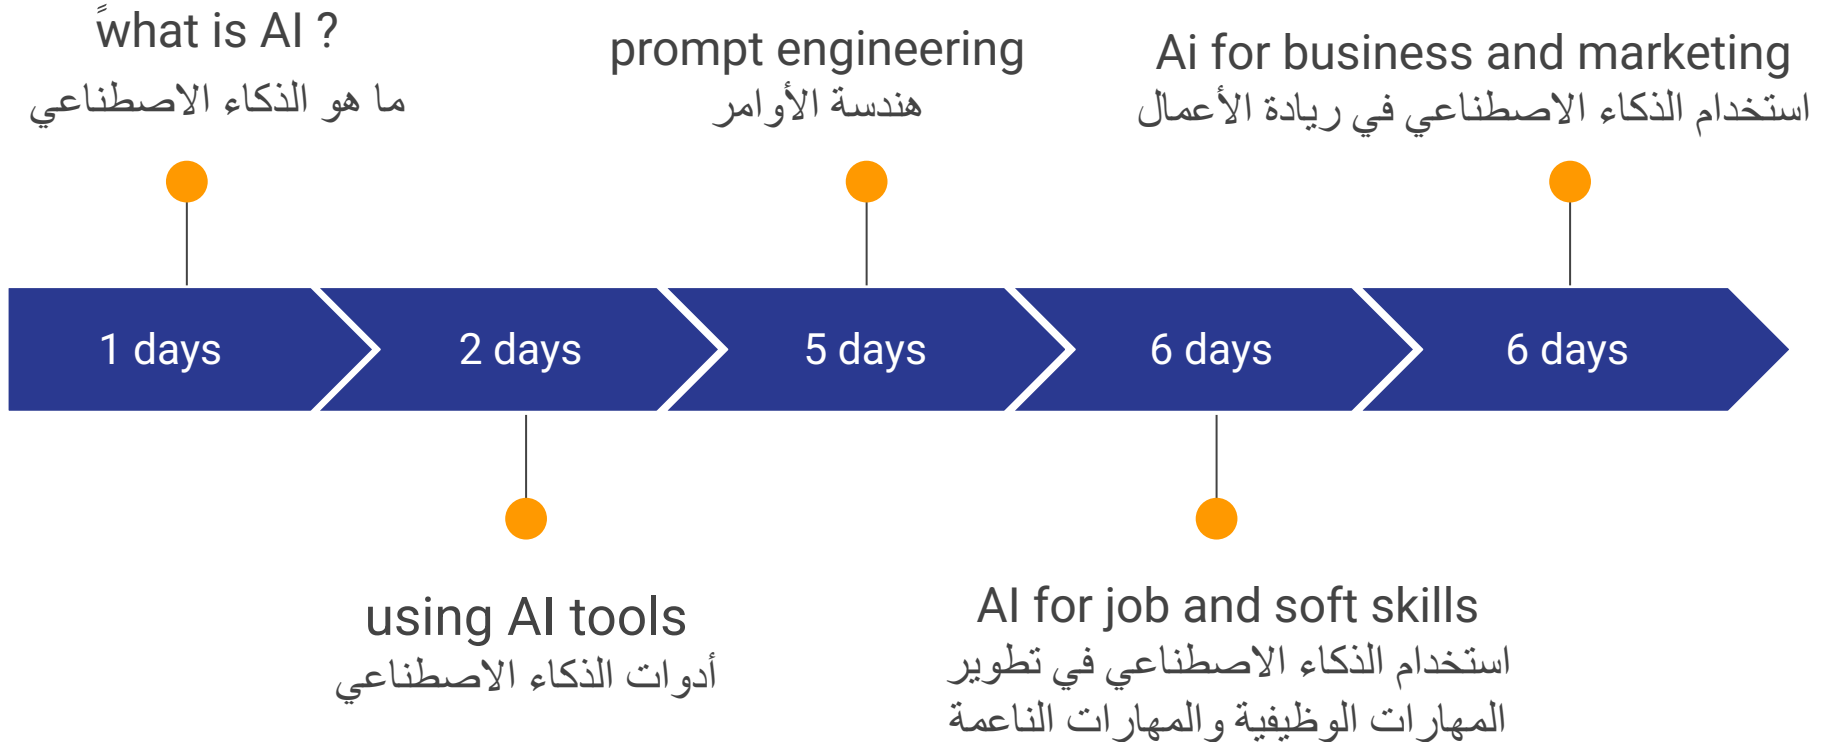 what is AI ?
ما هو الذكاء الاصطناعي
prompt engineering
هندسة الأوامر
Ai for business and marketing
استخدام الذكاء الاصطناعي في ريادة الأعمال
1 days
2 days
5 days
6 days
6 days
using AI tools
أدوات الذكاء الاصطناعي
AI for job and soft skills
استخدام الذكاء الاصطناعي في تطوير
المهارات الوظيفية والمهارات الناعمة